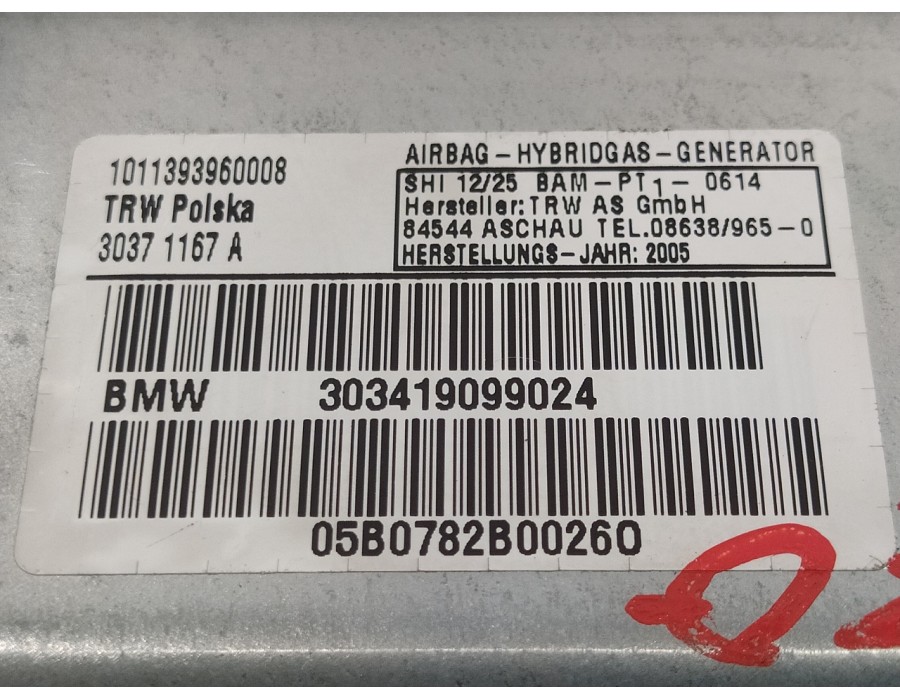 1011393960008
TRW Polska
3037 1167 A
AIRBAG-HYBRIDGAS-GENERATOR
SHI 12/25 BAM-PT1-0614
Hersteller: TRW AS GmbH
84544 ASCHAU TEL.08638/965-0
HERSTELLUNGS-JAHR: 2005
BMW 303419099024
05B0782B0026O